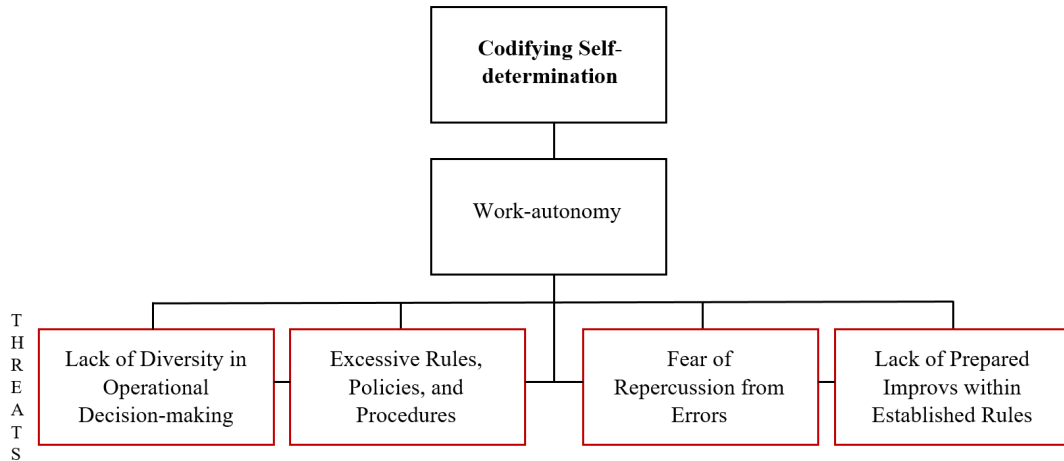 Codifying Self-
determination
Work-autonomy
T
H
R
E
A
T
S
Lack of Diversity in
Operational
Decision-making
Excessive Rules,
Policies, and
Procedures
Fear of
Repercussion from
Errors
Lack of Prepared
Improvs within
Established Rules